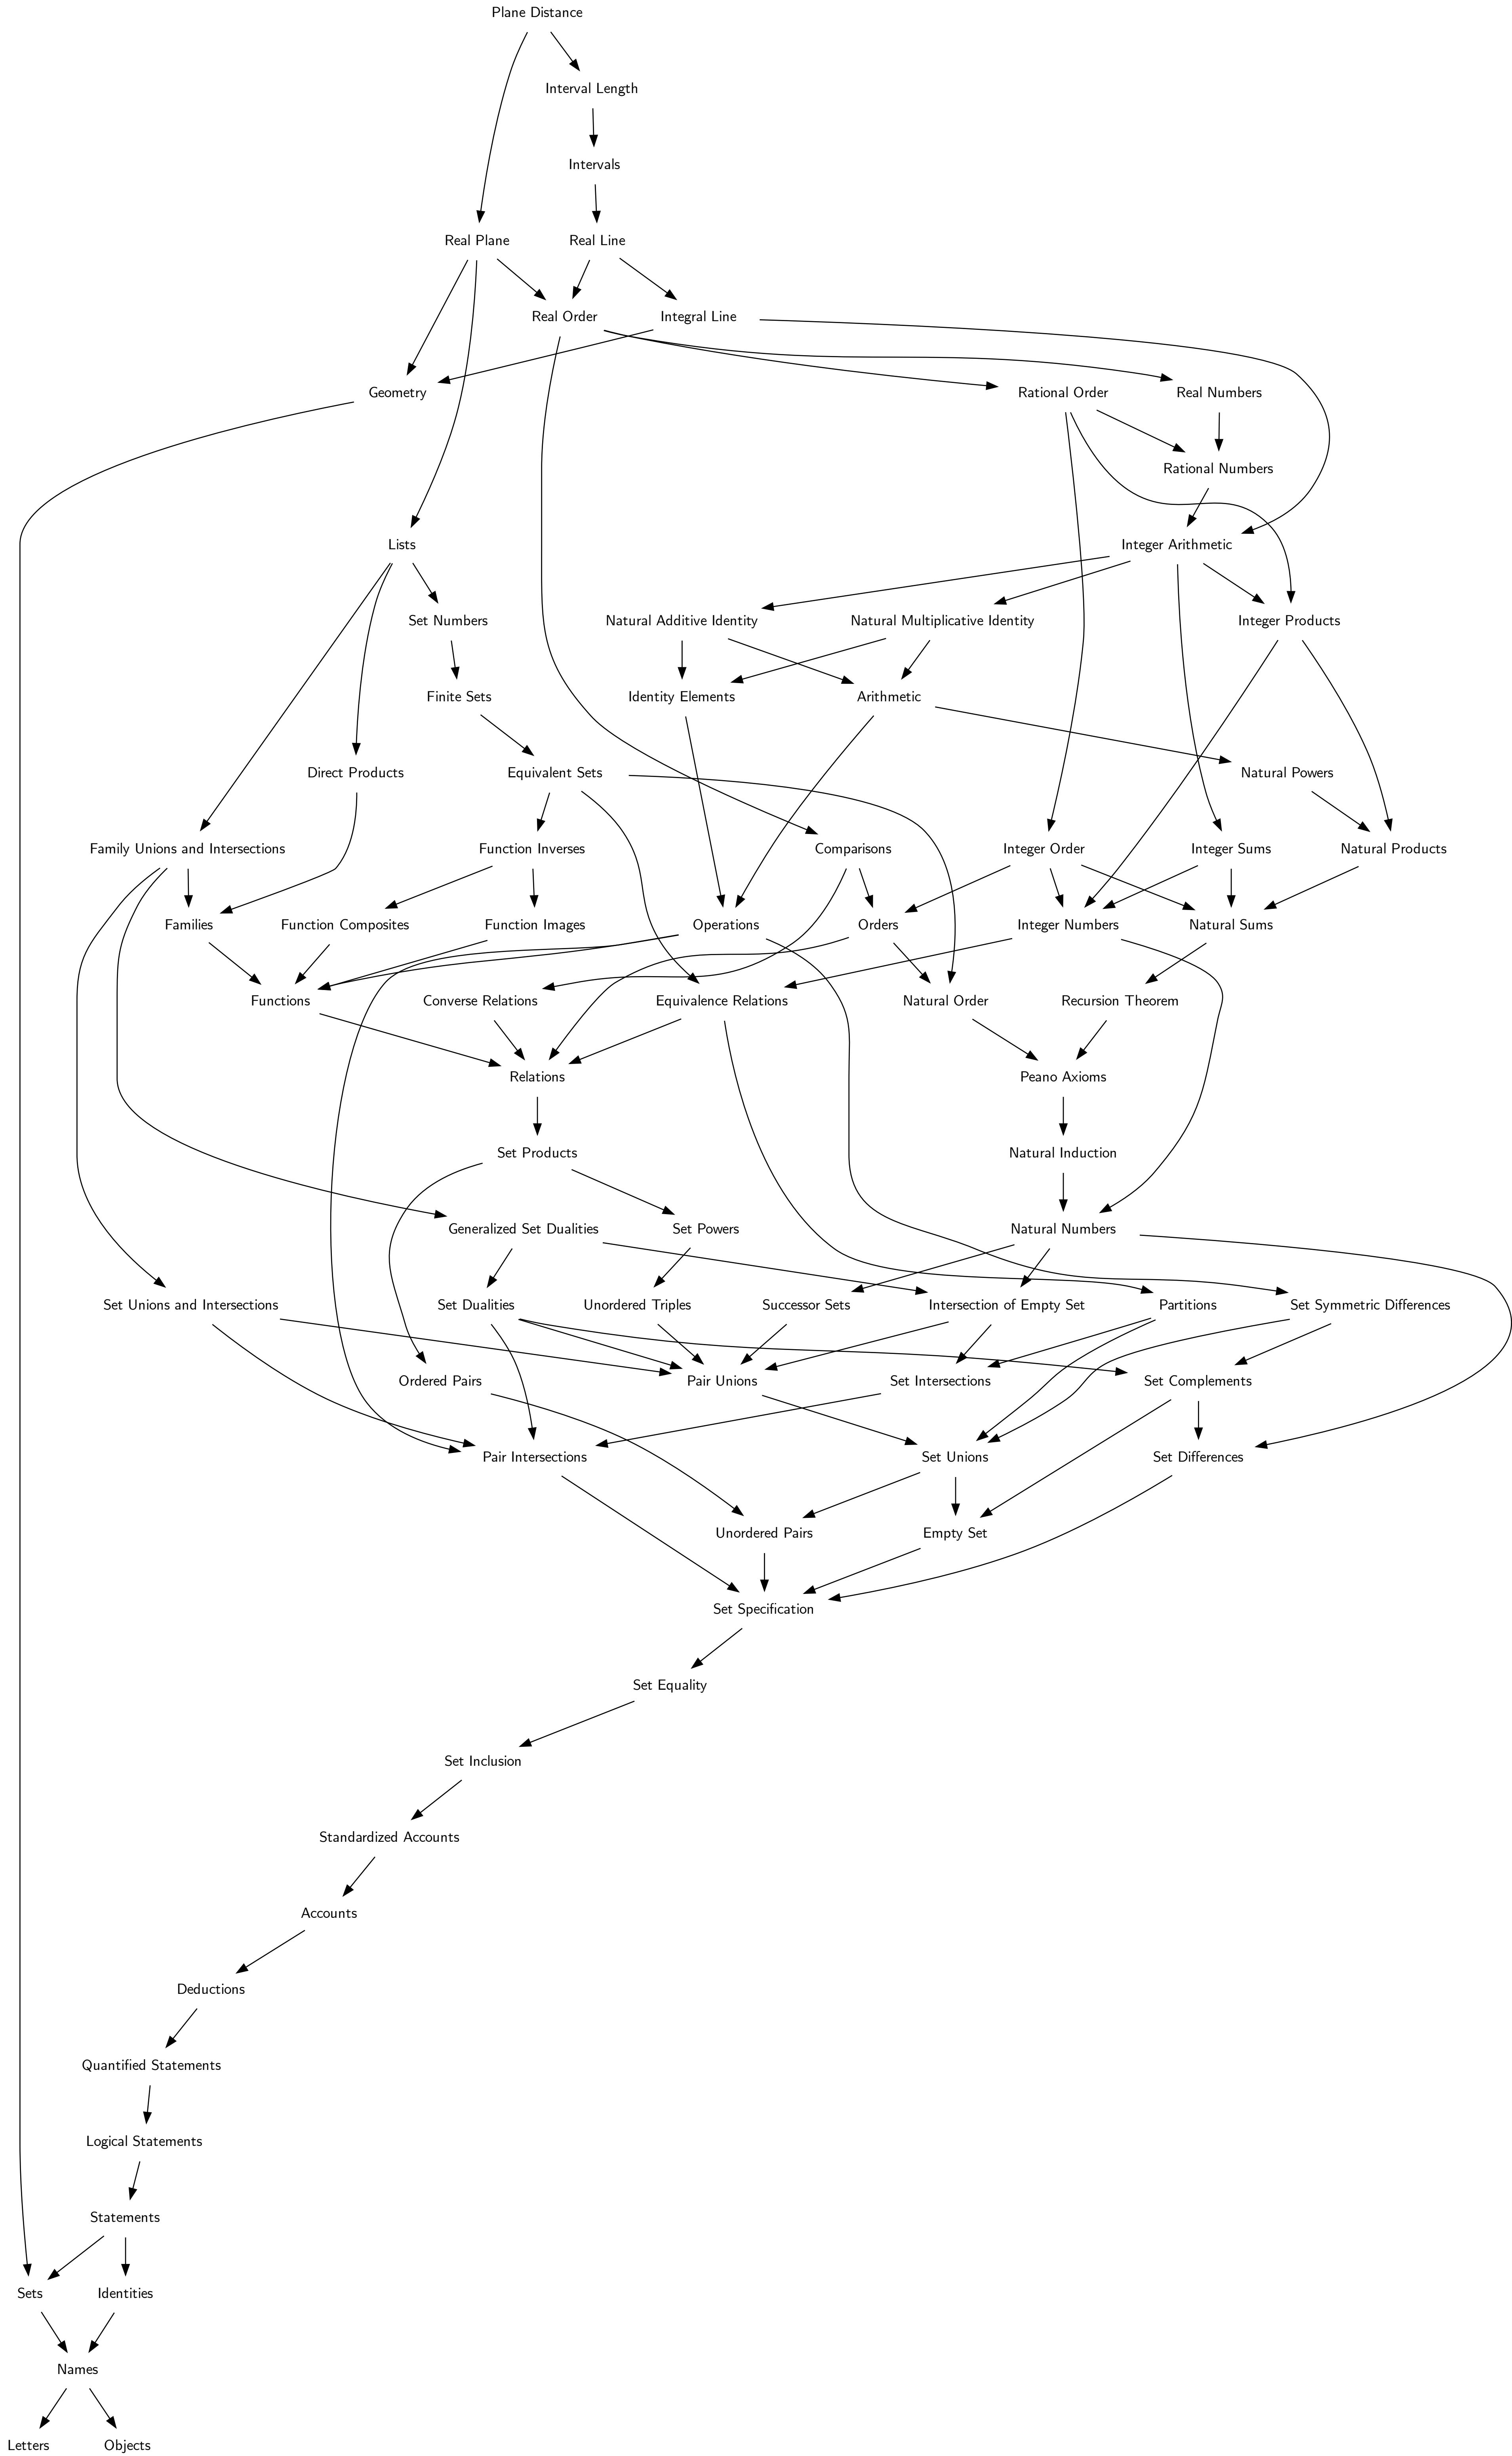 Plane Distance
Interval Length
Intervals
Real Plane
Real Line
Real Order
Integral Line
Geometry
Rational Order
Real Numbers
Rational Numbers
Lists
Integer Arithmetic
Set Numbers
Natural Additive Identity
Natural Multiplicative Identity
Integer Products
Finite Sets
Identity Elements
Arithmetic
Direct Products
Equivalent Sets
Natural Powers
Family Unions and Intersections
Function Inverses
Comparisons
Integer Order
Integer Sums
Natural Products
Families
Function Composites
Function Images
Operations
Orders
Integer Numbers
Natural Sums
Functions
Converse Relations
Equivalence Relations
Natural Order
Recursion Theorem
Relations
Peano Axioms
Set Products
Natural Induction
Generalized Set Dualities
Set Powers
Natural Numbers
Set Unions and Intersections
Set Dualities
Unordered Triples
Successor Sets
Intersection of Empty Set
Partitions
Set Symmetric Differences
Ordered Pairs
Pair Unions
Set Intersections
Set Complements
Pair Intersections
Set Unions
Set Differences
Unordered Pairs
Empty Set
Set Specification
Set Equality
Set Inclusion
Standardized Accounts
Accounts
Deductions
Quantified Statements
Logical Statements
Statements
Sets
Identities
Names
Letters
Objects